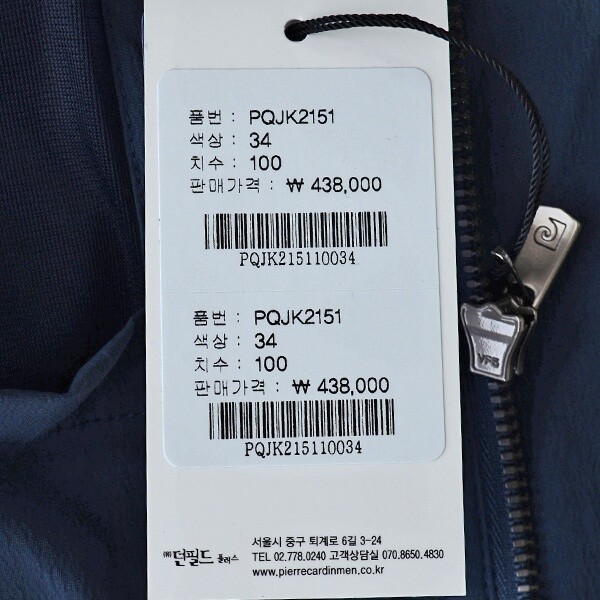 품번 : PQJK2151
색상 : 34
치수 : 100
판매가격 : ₩ 438,000
PQJK215110034
품번 : PQJK2151
색상 : 34
치수 : 100
판매가격 : ₩ 438,000
PQJK215110034
㈜던필드 플러스
서울시 중구 퇴계로 6길 3-24
TEL 02.778.0240 고객상담실 070.8650.4830
www.pierrecardinmen.co.kr